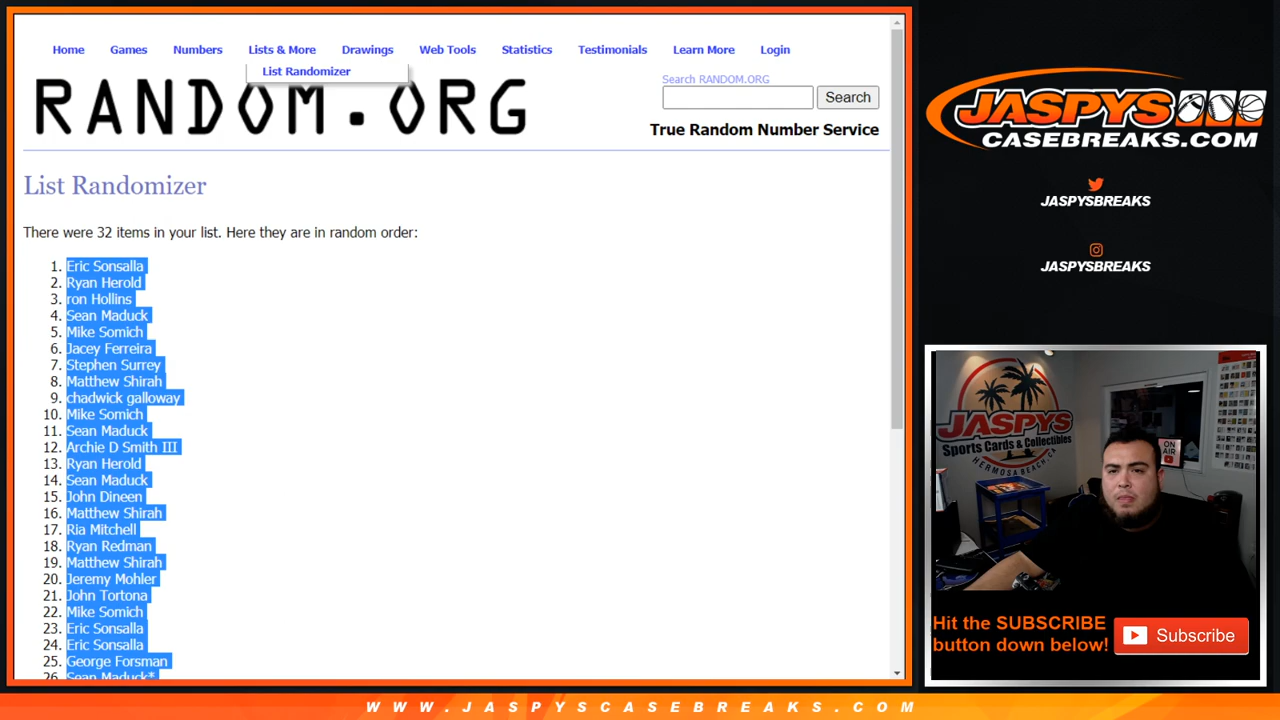 Home Games Numbers Lists & More Drawings Web Tools Statistics Testimonials Learn More Login
List Randomizer
RANDOM.ORG
Search RANDOM.ORG
Search
True Random Number Service
List Randomizer
There were 32 items in your list. Here they are in random order:
1. Eric Sonsalla
2. Ryan Herold
3. ron Hollins
4. Sean Maduck
5. Mike Somich
6. Jacey Ferreira
7. Stephen Surrey
8. Matthew Shirah
9. chadwick galloway
10. Mike Somich
11. Sean Maduck
12. Archie D Smith III
13. Ryan Herold
14. Sean Maduck
15. John Dineen
16. Matthew Shirah
17. Ria Mitchell
18. Ryan Redman
19. Matthew Shirah
20. Jeremy Mohler
21. John Tortona
22. Mike Somich
23. Eric Sonsalla
24. Eric Sonsalla
25. George Forsman
26. Sean Maduck*
JASPYS
CASEBREAKS.COM
JASPYSBREAKS
JASPYSBREAKS
JASPYS
Sports Cards & Collectibles
HERMOSA BEACH, CA
ON AIR
Hit the SUBSCRIBE
button down below!
Subscribe
WWW.JASPYSCASEBREAKS.COM